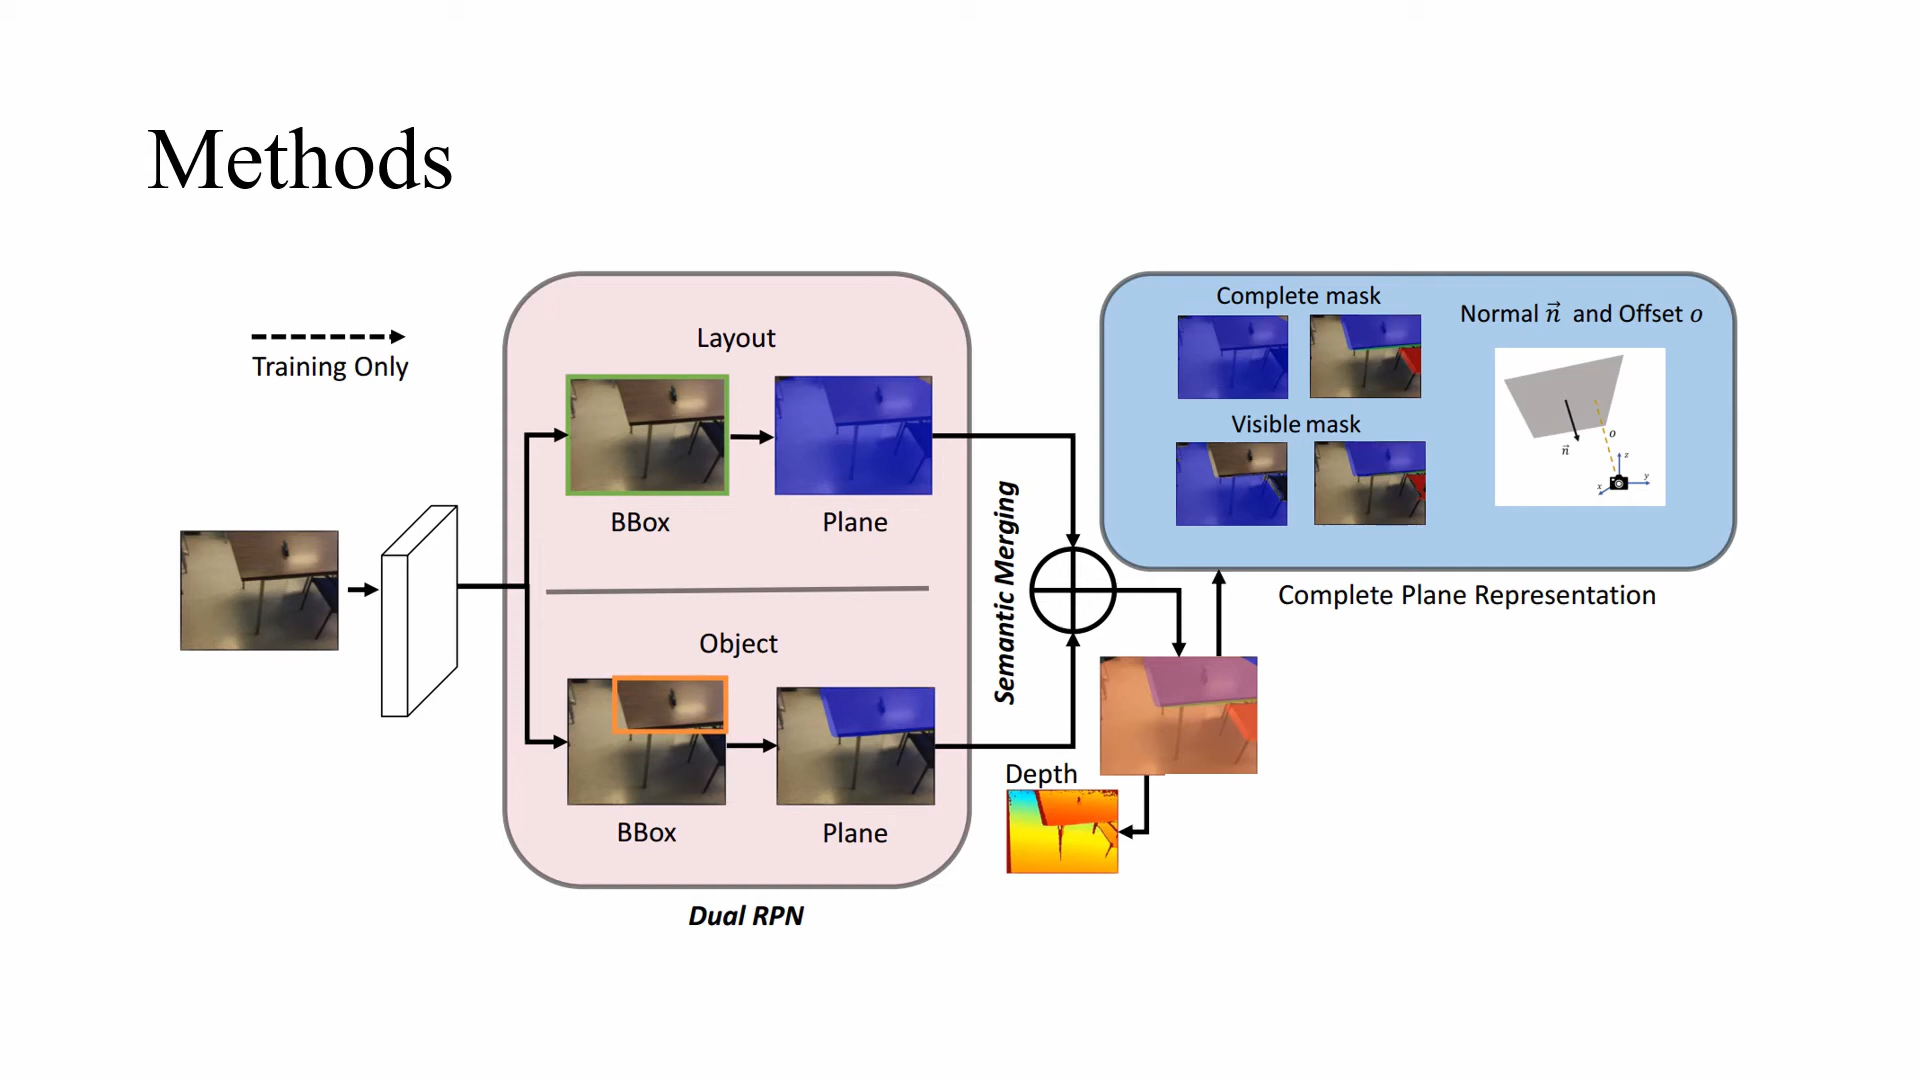 Methods
Training Only
Layout
BBox
Plane
Object
BBox
Plane
Dual RPN
Semantic Merging
Depth
Complete mask
Visible mask
Normal n⃗ and Offset o
n⃗
o
z
y
x
Complete Plane Representation